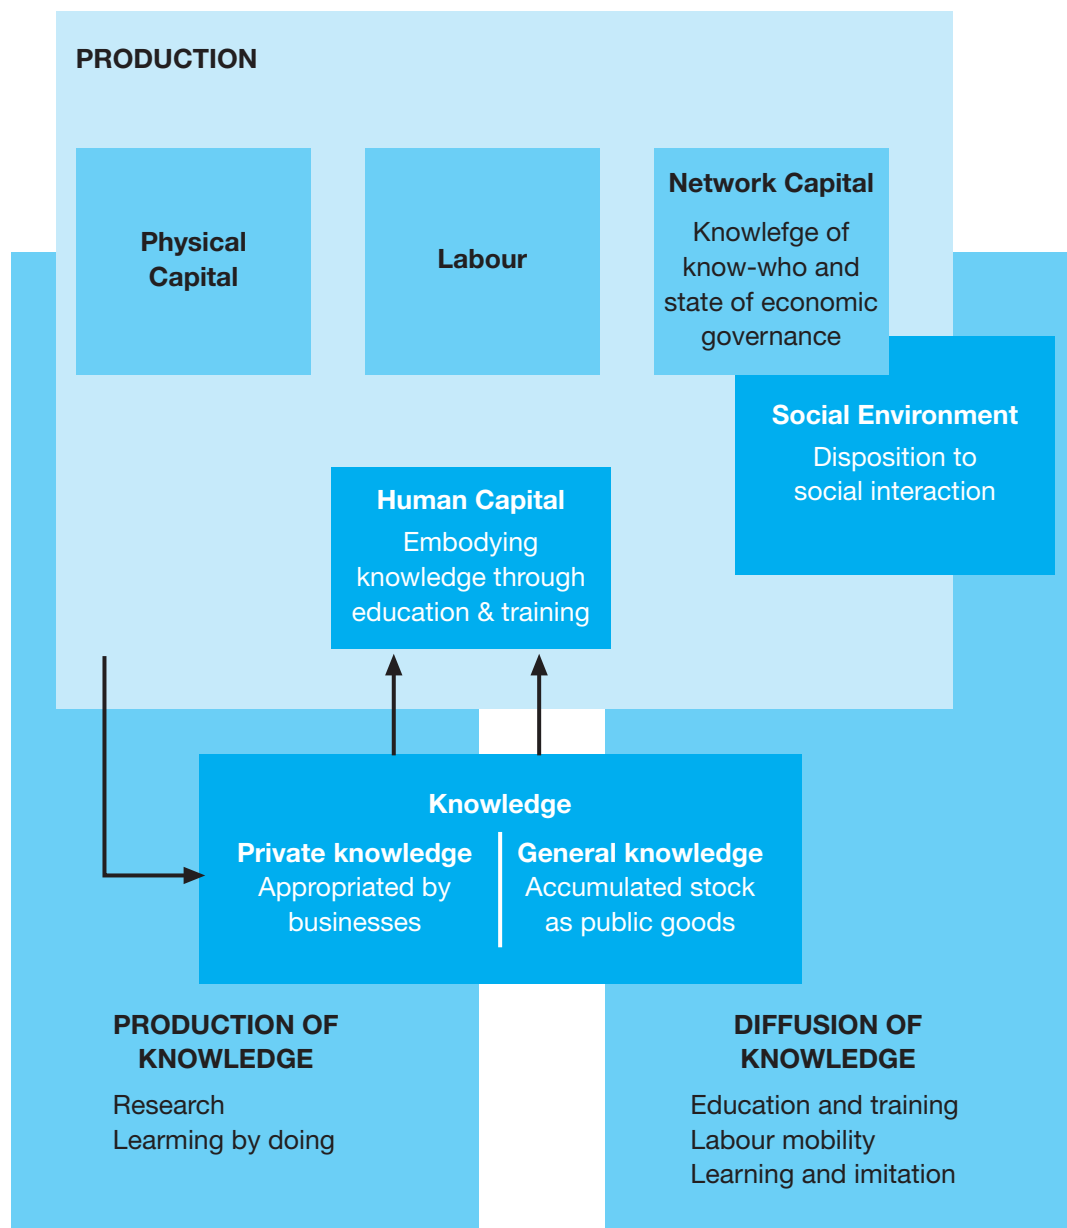 PRODUCTION
Physical
Capital
Labour
Network Capital
Knowlefge of
know-who and
state of economic
governance
Social Environment
Disposition to
social interaction
Human Capital
Embodying
knowledge through
education & training
Knowledge
Private knowledge
Appropriated by
businesses
General knowledge
Accumulated stock
as public goods
PRODUCTION OF
KNOWLEDGE
Research
Learming by doing
DIFFUSION OF
KNOWLEDGE
Education and training
Labour mobility
Learning and imitation